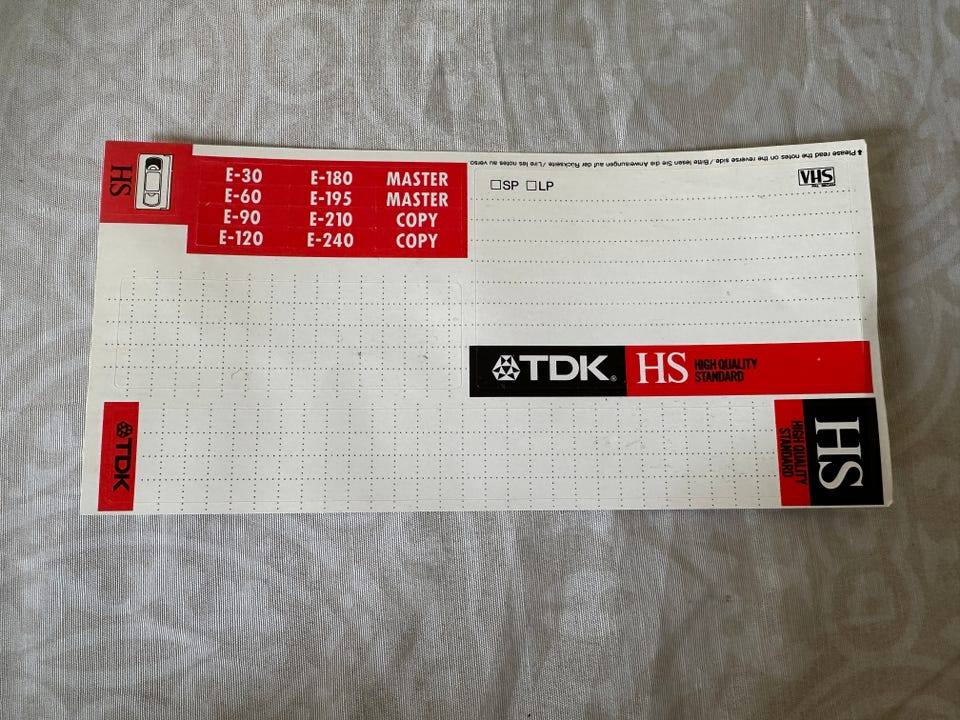 ↑ Please read the notes on the reverse side. / Bitte lesen Sie die Anweisungen auf der Rückseite. / Lire les notes au verso
HS
E-30 E-180 MASTER
E-60 E-195 MASTER
E-90 E-210 COPY
E-120 E-240 COPY
SP LP
VHS
TDK® HS HIGH QUALITY
STANDARD
TDK
HIGH QUALITY
STANDARD
HS